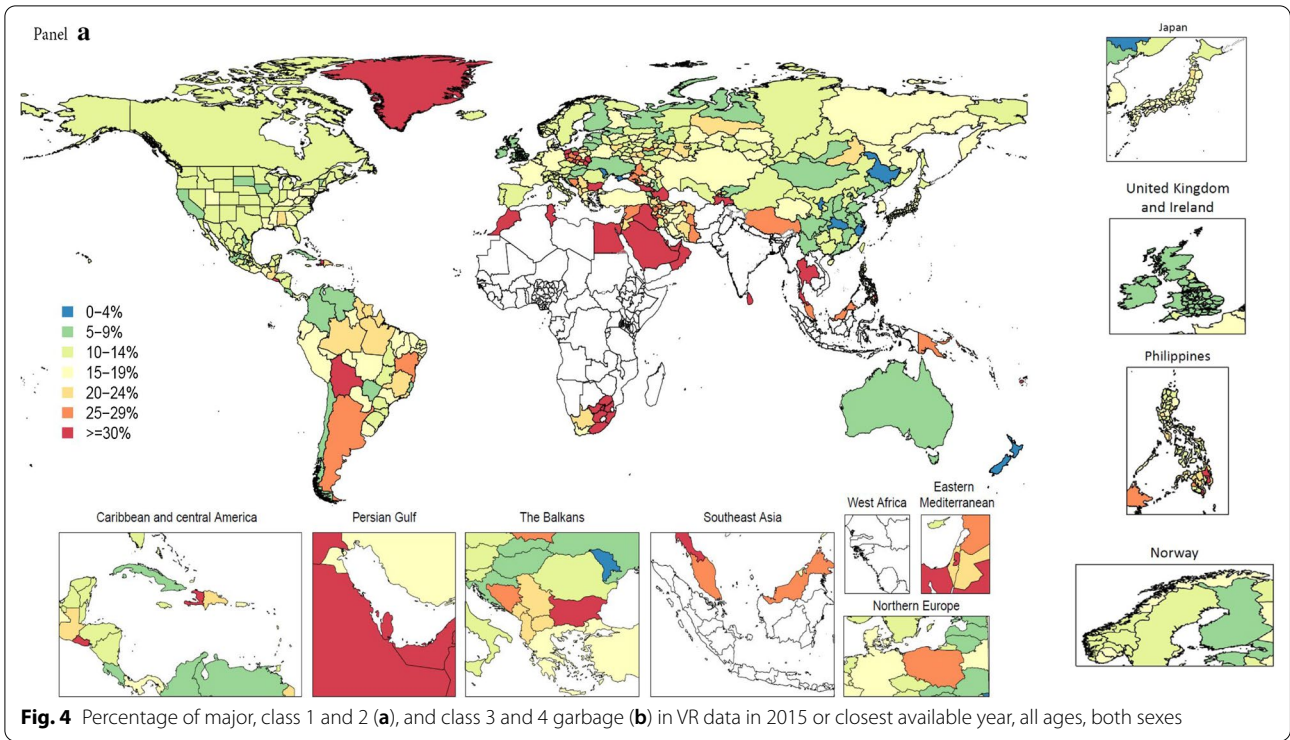 Panel a
Japan
United Kingdom
and Ireland
Philippines
Norway
0–4%
5–9%
10–14%
15–19%
20–24%
25–29%
>=30%
Caribbean and central America
Persian Gulf
The Balkans
Southeast Asia
West Africa
Eastern
Mediterranean
Northern Europe
Fig. 4 Percentage of major, class 1 and 2 (a), and class 3 and 4 garbage (b) in VR data in 2015 or closest available year, all ages, both sexes